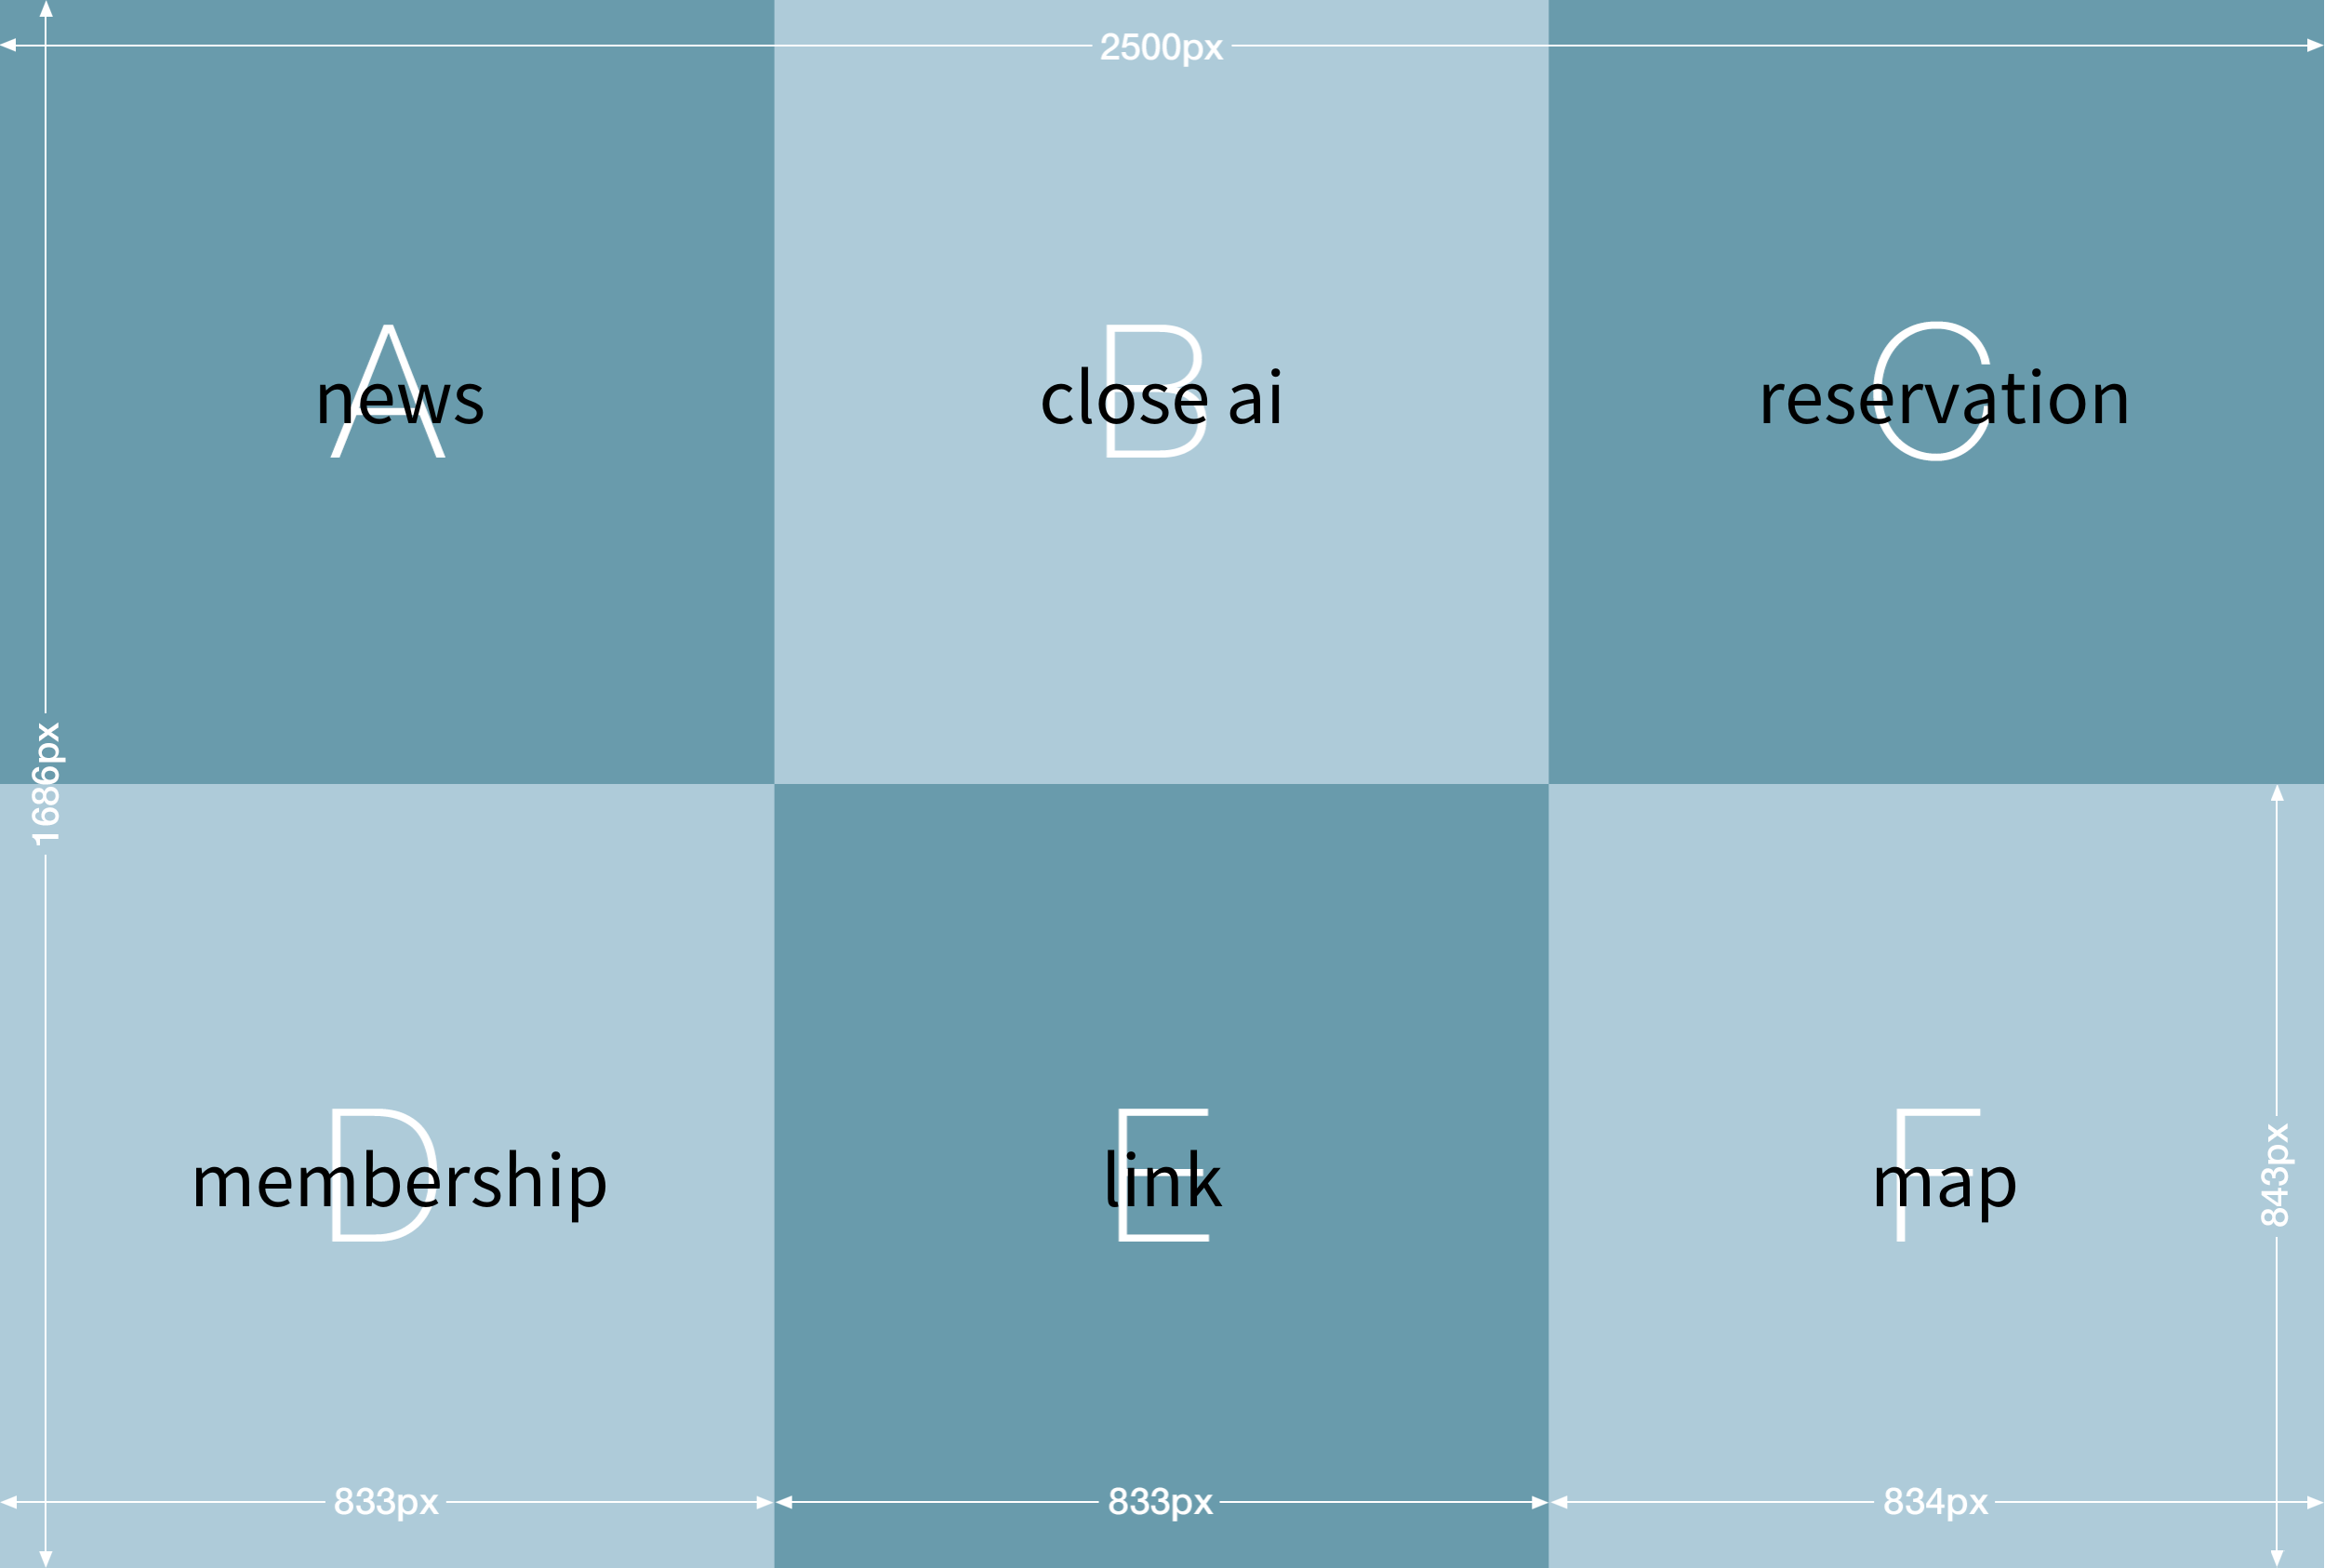 2500px
A
news
B
close ai
C
reservation
1686px
D
membership
E
link
F
map
843px
833px
833px
834px